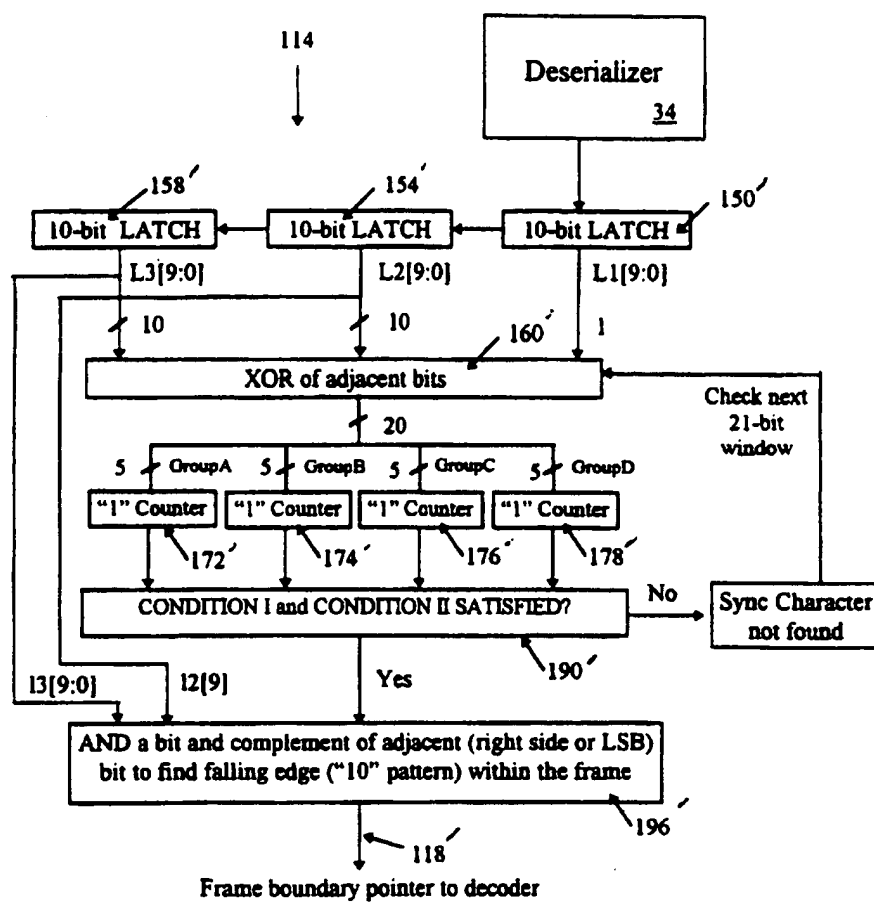 114
Deserializer
34
158'
154'
150'
10-bit LATCH
10-bit LATCH
10-bit LATCH
L3[9:0]
L2[9:0]
L1[9:0]
10
10
160'
1
XOR of adjacent bits
Check next
21-bit
window
20
5
GroupA
5
GroupB
5
GroupC
5
GroupD
"1" Counter
"1" Counter
"1" Counter
"1" Counter
172'
174'
176'
178'
CONDITION I and CONDITION II SATISFIED?
No
Sync Character
not found
190'
l3[9:0]
l2[9]
Yes
AND a bit and complement of adjacent (right side or LSB)
bit to find falling edge ("10" pattern) within the frame
196'
118'
Frame boundary pointer to decoder